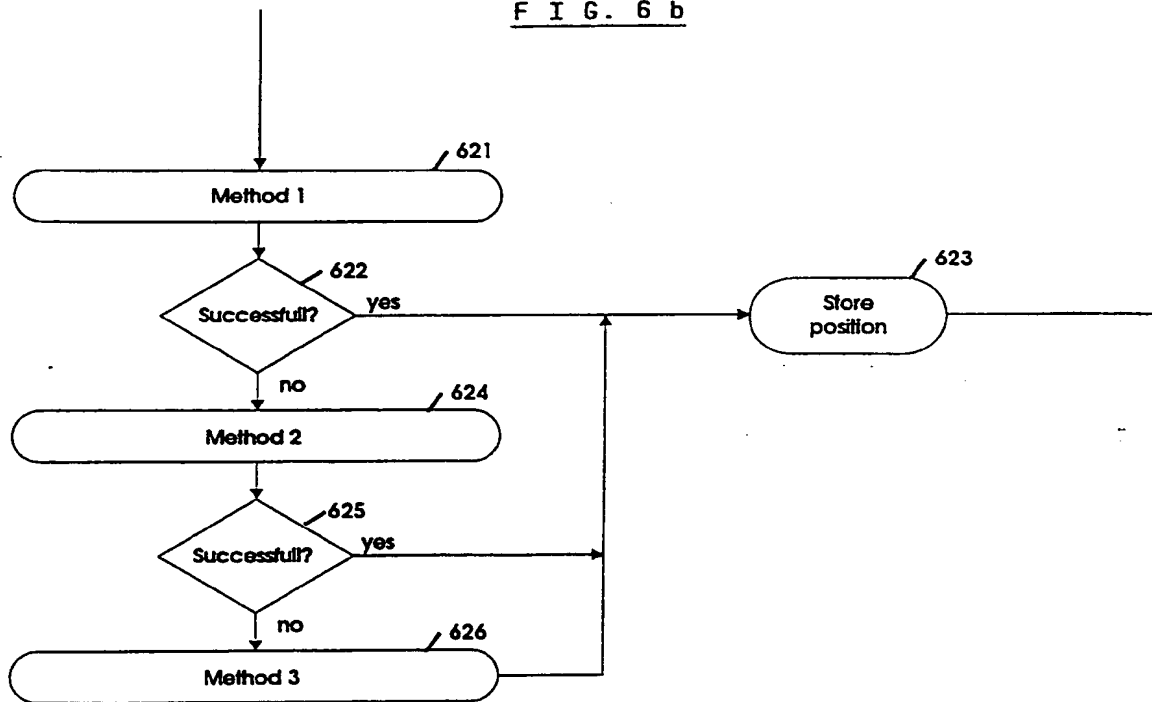 F I G. 6 b
621
Method 1
622
Successfull?
yes
623
Store
position
no
624
Method 2
625
Successfull?
yes
no
626
Method 3